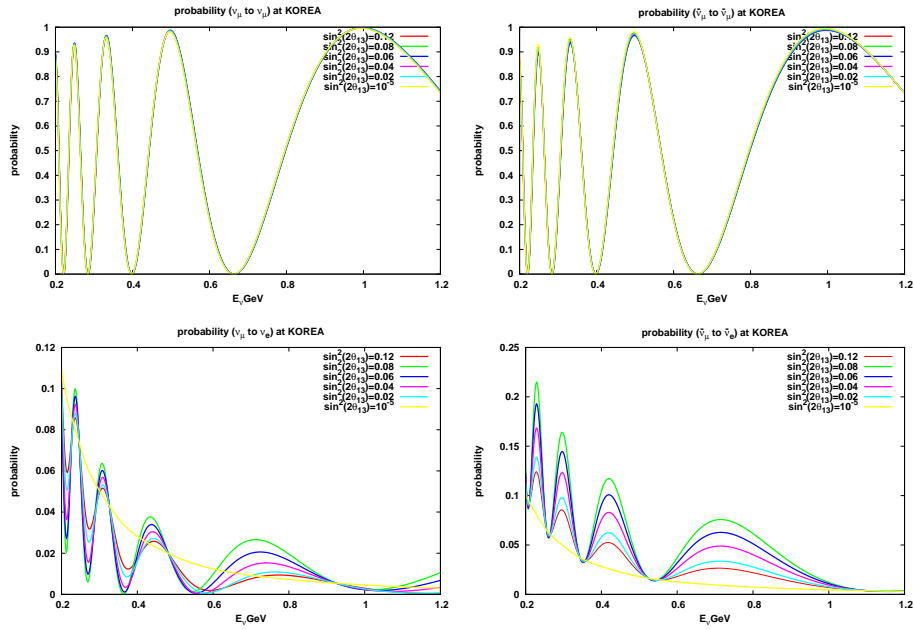 probability (ν_μ to ν_μ) at KOREA
probability
1
0.9
0.8
0.7
0.6
0.5
0.4
0.3
0.2
0.1
0
sin²(2θ₁₃)=0.12
sin²(2θ₁₃)=0.08
sin²(2θ₁₃)=0.06
sin²(2θ₁₃)=0.04
sin²(2θ₁₃)=0.02
sin²(2θ₁₃)=10⁻⁵
0.2 0.4 0.6 0.8 1 1.2
E_νGeV
probability (ν̃_μ to ν̃_μ) at KOREA
probability
1
0.9
0.8
0.7
0.6
0.5
0.4
0.3
0.2
0.1
0
sin²(2θ₁₃)=0.12
sin²(2θ₁₃)=0.08
sin²(2θ₁₃)=0.06
sin²(2θ₁₃)=0.04
sin²(2θ₁₃)=0.02
sin²(2θ₁₃)=10⁻⁵
0.2 0.4 0.6 0.8 1 1.2
E_νGeV
probability (ν_μ to ν_e) at KOREA
probability
0.12
0.1
0.08
0.06
0.04
0.02
0
sin²(2θ₁₃)=0.12
sin²(2θ₁₃)=0.08
sin²(2θ₁₃)=0.06
sin²(2θ₁₃)=0.04
sin²(2θ₁₃)=0.02
sin²(2θ₁₃)=10⁻⁵
0.2 0.4 0.6 0.8 1 1.2
E_νGeV
probability (ν̃_μ to ν̃_e) at KOREA
probability
0.25
0.2
0.15
0.1
0.05
0
sin²(2θ₁₃)=0.12
sin²(2θ₁₃)=0.08
sin²(2θ₁₃)=0.06
sin²(2θ₁₃)=0.04
sin²(2θ₁₃)=0.02
sin²(2θ₁₃)=10⁻⁵
0.2 0.4 0.6 0.8 1 1.2
E_νGeV